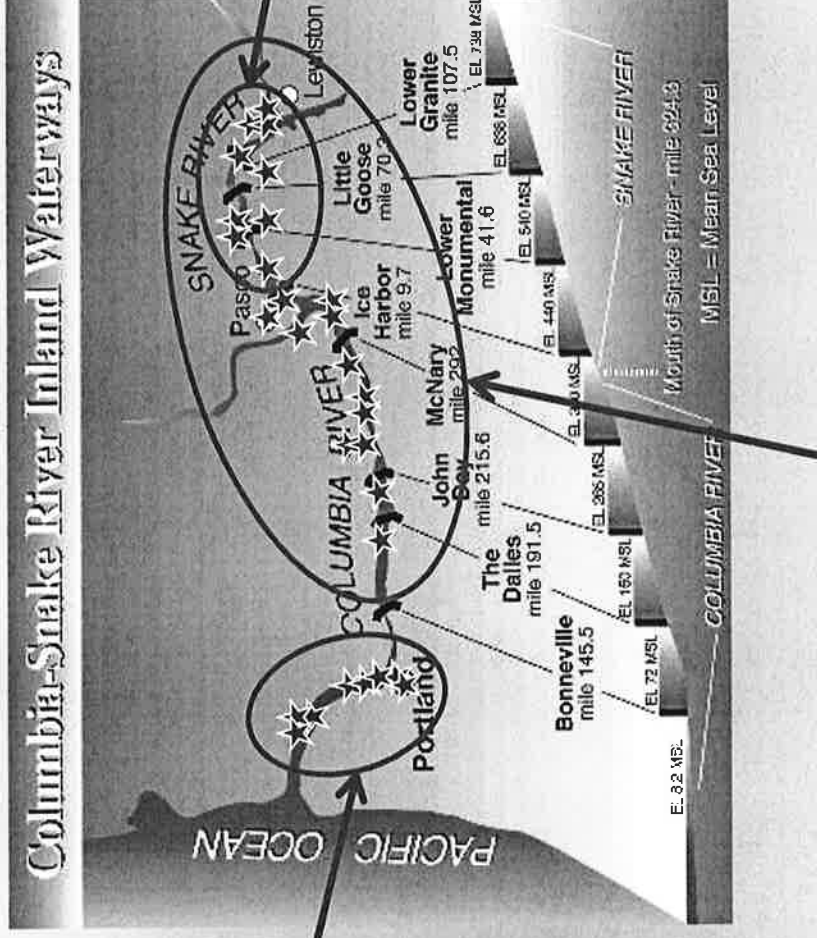 Columbia-Snake River Inland Waterways
PACIFIC OCEAN
Portland
COLUMBIA RIVER
Pasco
SNAKE RIVER
Lewiston
Bonneville
mile 145.5
The
Dalles
mile 191.5
John
Day
mile 215.6
McNary
mile 292
Ice
Harbor
mile 9.7
Lower
Monumental
mile 41.6
Little
Goose
mile 70.3
Lower
Granite
mile 107.5
EL 8.2 MSL
EL 72 MSL
EL 160 MSL
EL 265 MSL
EL 440 MSL
EL 540 MSL
EL 638 MSL
EL 738 MSL
COLUMBIA RIVER
SNAKE RIVER
Mouth of Snake River - mile 324.3
MSL = Mean Sea Level